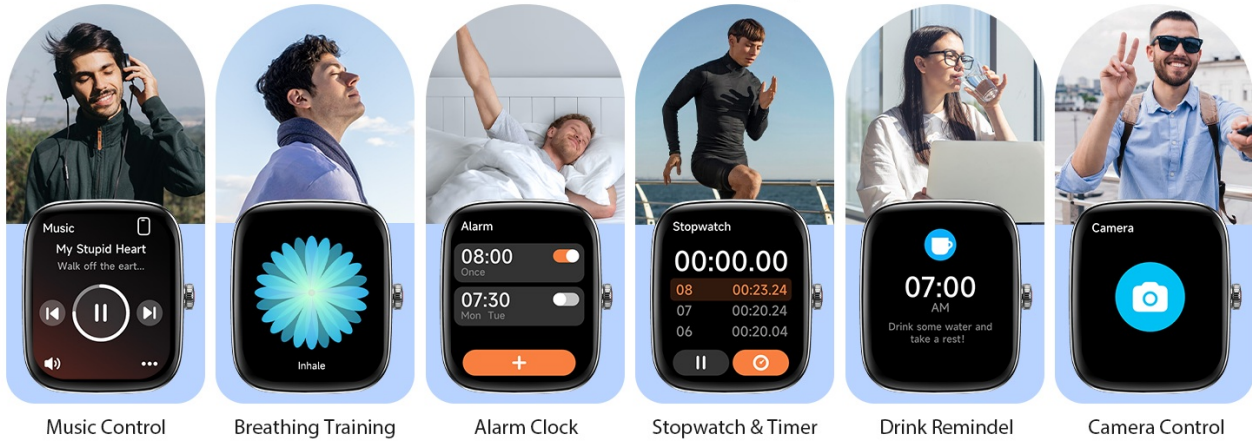 Music
My Stupid Heart
Walk off the eart...
Inhale
Alarm
08:00
Once
07:30
Mon Tue
Stopwatch
00:00.00
08 00:23.24
07 00:20.24
06 00:20.04
07:00
AM
Drink some water and
take a rest!
Camera
Music Control
Breathing Training
Alarm Clock
Stopwatch & Timer
Drink Remindel
Camera Control